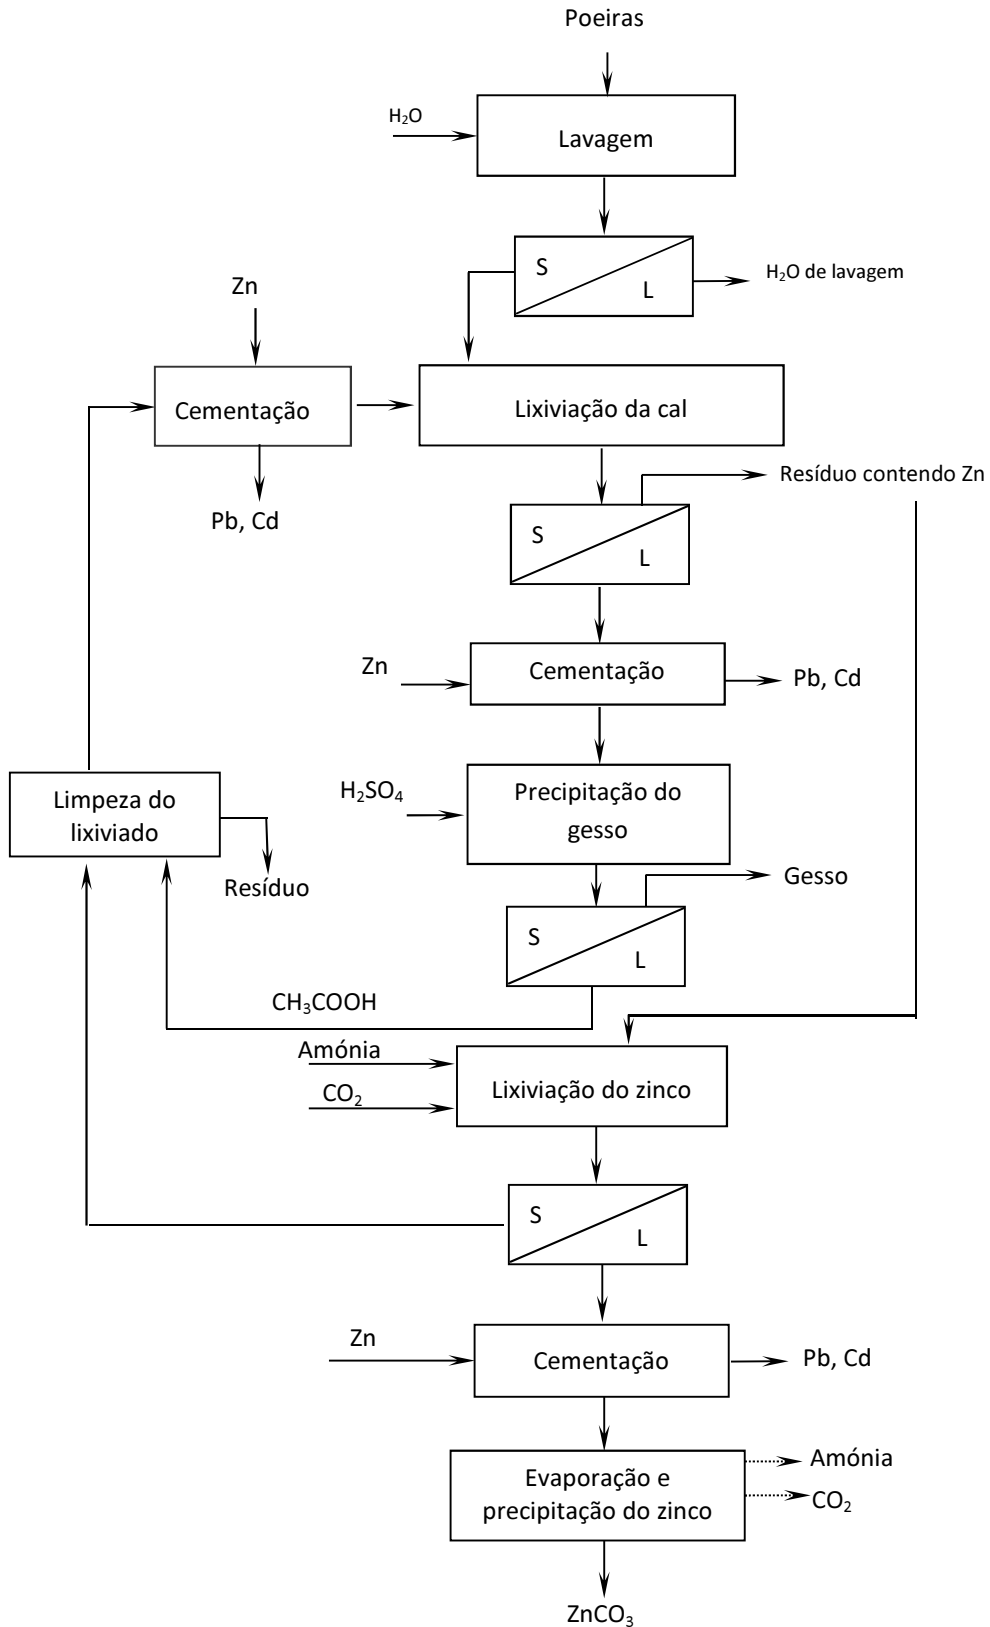 Poeiras
H₂O
Lavagem
S
L
H₂O de lavagem
Zn
Cementação
Lixiviação da cal
Pb, Cd
Resíduo contendo Zn
S
L
Zn
Cementação
Pb, Cd
H₂SO₄
Precipitação do
gesso
Limpeza do
lixiviado
Resíduo
Gesso
S
L
CH₃COOH
Amónia
CO₂
Lixiviação do zinco
S
L
Zn
Cementação
Pb, Cd
Evaporação e
precipitação do zinco
Amónia
CO₂
ZnCO₃